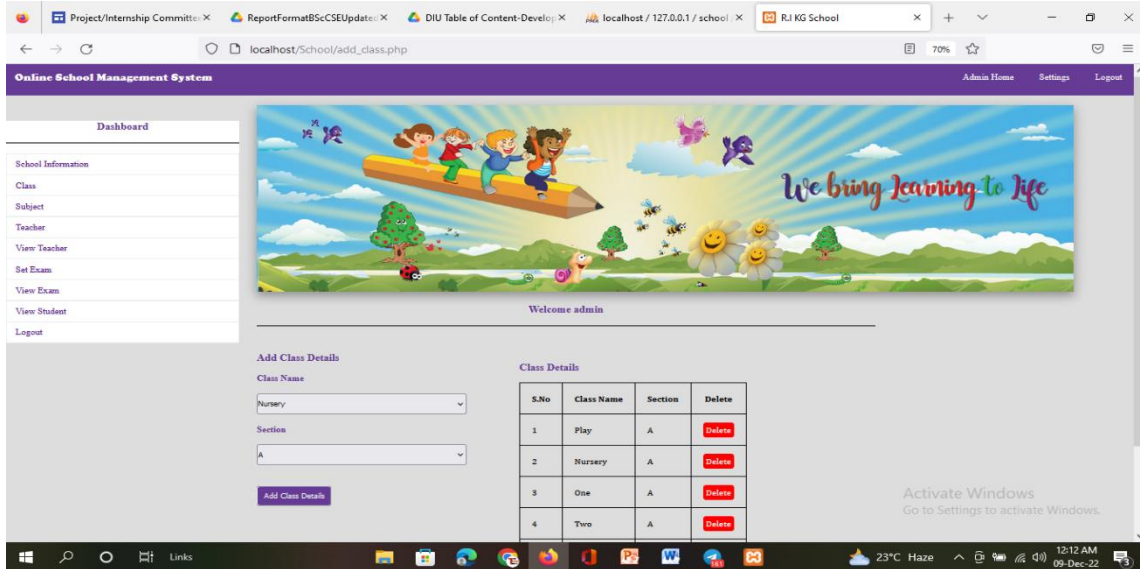 Project/Internship Committe
ReportFormatBScCSEUpdated
DIU Table of Content-Develop
localhost / 127.0.0.1 / school /
R.I KG School
localhost/School/add_class.php
70%
Online School Management System
Admin Home Settings Logout
Dashboard
School Information
Class
Subject
Teacher
View Teacher
Set Exam
View Exam
View Student
Logout
We bring Learning to Life
Welcome admin
Add Class Details
Class Name
Nursery
Section
A
Add Class Details
Class Details
S.No Class Name Section Delete
1 Play A Delete
2 Nursery A Delete
3 One A Delete
4 Two A Delete
Activate Windows
Go to Settings to activate Windows.
Links
23°C Haze
12:12 AM
09-Dec-22